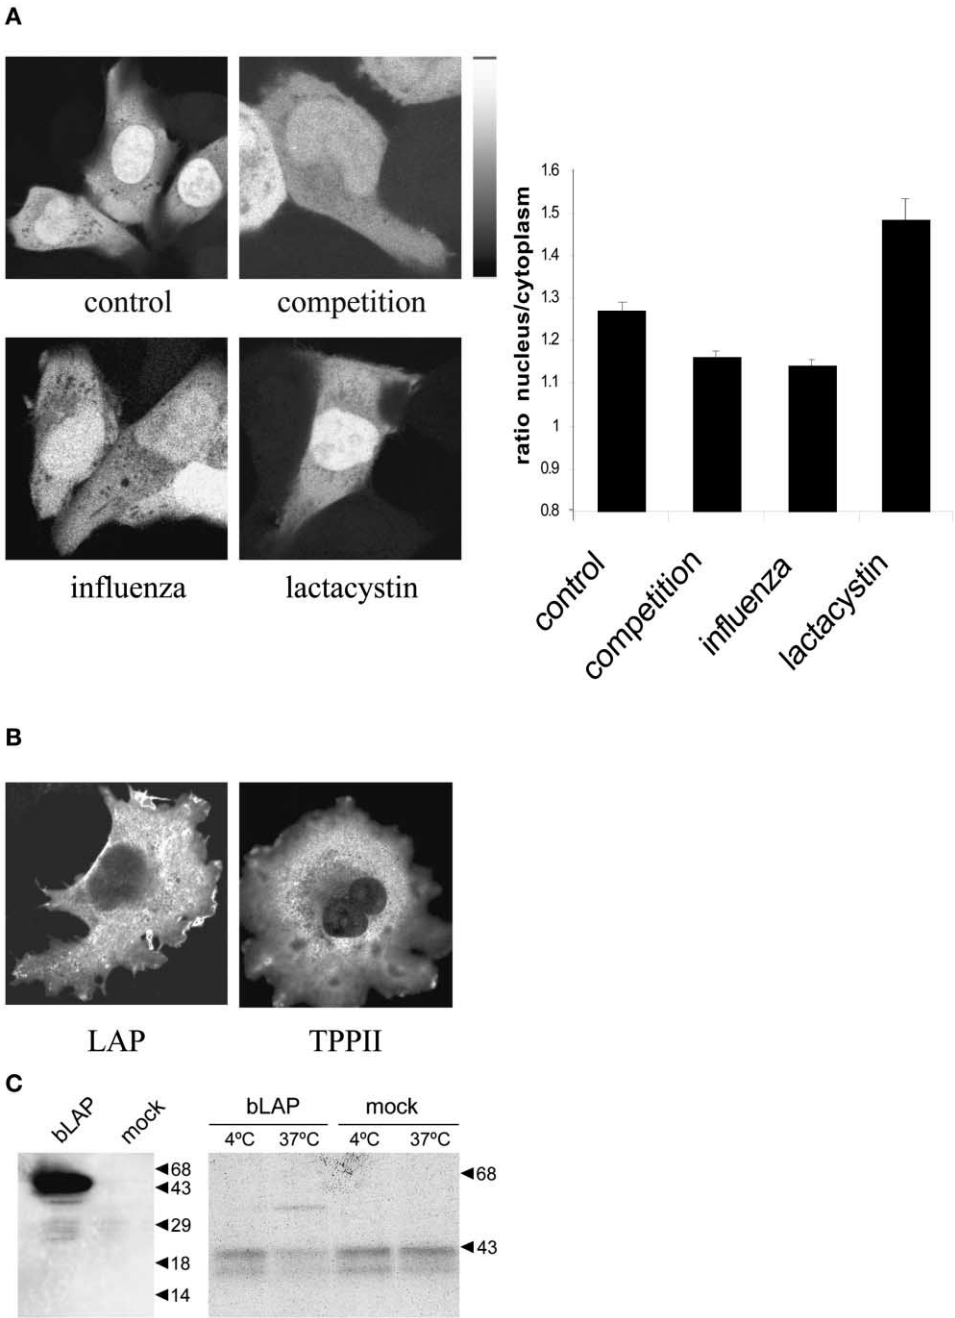 A
control
competition
influenza
lactacystin
ratio nucleus/cytoplasm
1.6
1.5
1.4
1.3
1.2
1.1
1
0.9
0.8
control
competition
influenza
lactacystin
B
LAP
TPPII
C
bLAP
mock
68
43
29
18
14
bLAP
mock
4ºC
37ºC
4ºC
37ºC
68
43